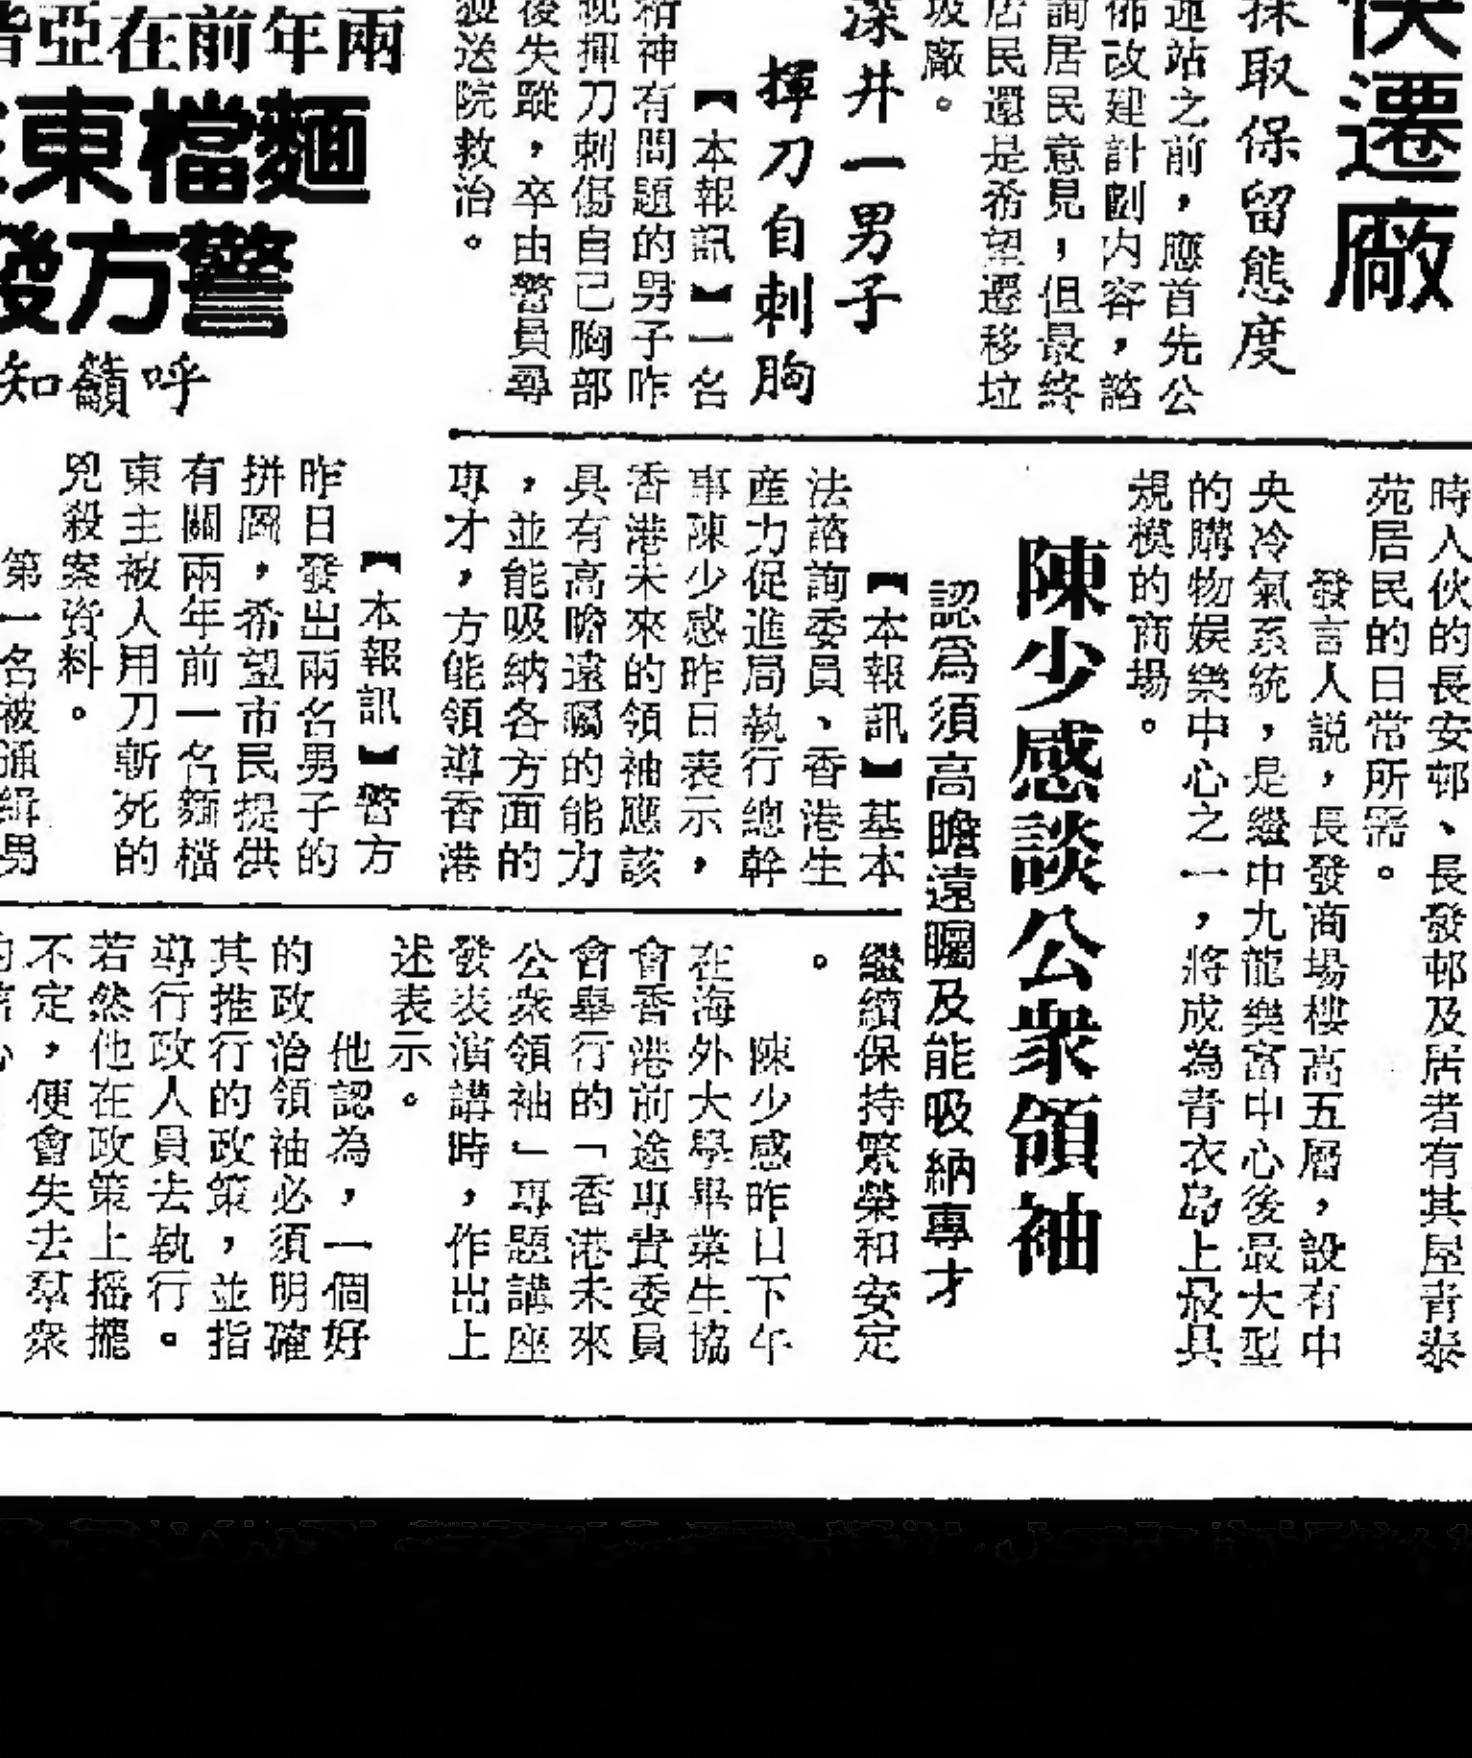 遷廠
採取保留態度
站之前，應首先公
佈改建計劃内容，諮
詢居民意見，但最終
居民還是希望遷移垃
圾廠。
深井一男子
揮刀自刺胸
【本報訊】一名
精神有問題的男子昨
晚揮刀刺傷自己胸部
後失蹤，卒由警員尋
獲送院救治。
時入伙的長安邨、長發邨及居者有其屋青泰
苑居民的日常所需。
發言人説，長發商場樓高五層，設有中
央冷氣系統，是繼中九龍樂富中心後最大型
的購物娛樂中心之一，將成為青衣島上最具
規模的商場。
陳少感談公衆領袖
認為須高瞻遠矚及能吸納專才
【本報訊】基本
法諮詢委員、香港生
產力促進局執行總幹
事陳少感昨日表示，
香港未來的領袖應該
具有高瞻遠矚的能力
，並能吸納各方面的
專才，方能領導香港
繼續保持繁榮和安定
。
陳少感昨日下午
在海外大學畢業生協
會香港前途專責委員
會舉行的「香港未來
公衆領袖」專題講座
發表演講時，作出上
述表示。
他認為，一個好
的政治領袖必須明確
其推行的政策，並指
導行政人員去執行。
若然他在政策上搖擺
不定，便會失去羣衆
兩年前在亞皆
麵檔東
警方發
呼籲知
【本報訊】警方
昨日發出兩名男子的
拼圖，希望市民提供
有關兩年前一名麵檔
東主被人用刀斬死的
兇殺案資料。
第一名被通緝男